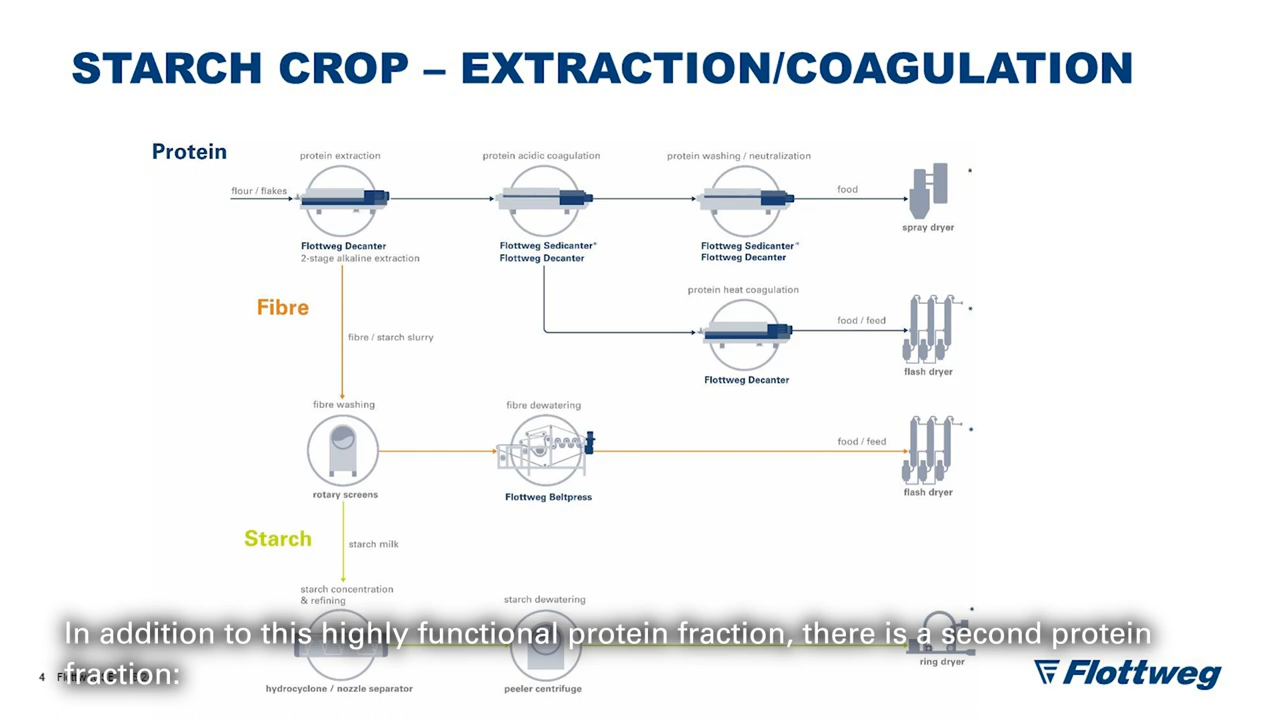 STARCH CROP – EXTRACTION/COAGULATION
Protein
protein extraction
protein acidic coagulation
protein washing / neutralization
flour / flakes
food
*
spray dryer
Flottweg Decanter
2-stage alkaline extraction
Flottweg Sedicanter®
Flottweg Decanter
Flottweg Sedicanter®
Flottweg Decanter
protein heat coagulation
Fibre
food / feed
*
fibre / starch slurry
flash dryer
Flottweg Decanter
fibre washing
fibre dewatering
food / feed
*
rotary screens
Flottweg Beltpress
flash dryer
Starch
starch milk
starch concentration
& refining
starch dewatering
*
In addition to this highly functional protein fraction, there is a second protein
fraction:
ring dryer
4
hydrocyclone / nozzle separator
peeler centrifuge
Flottweg